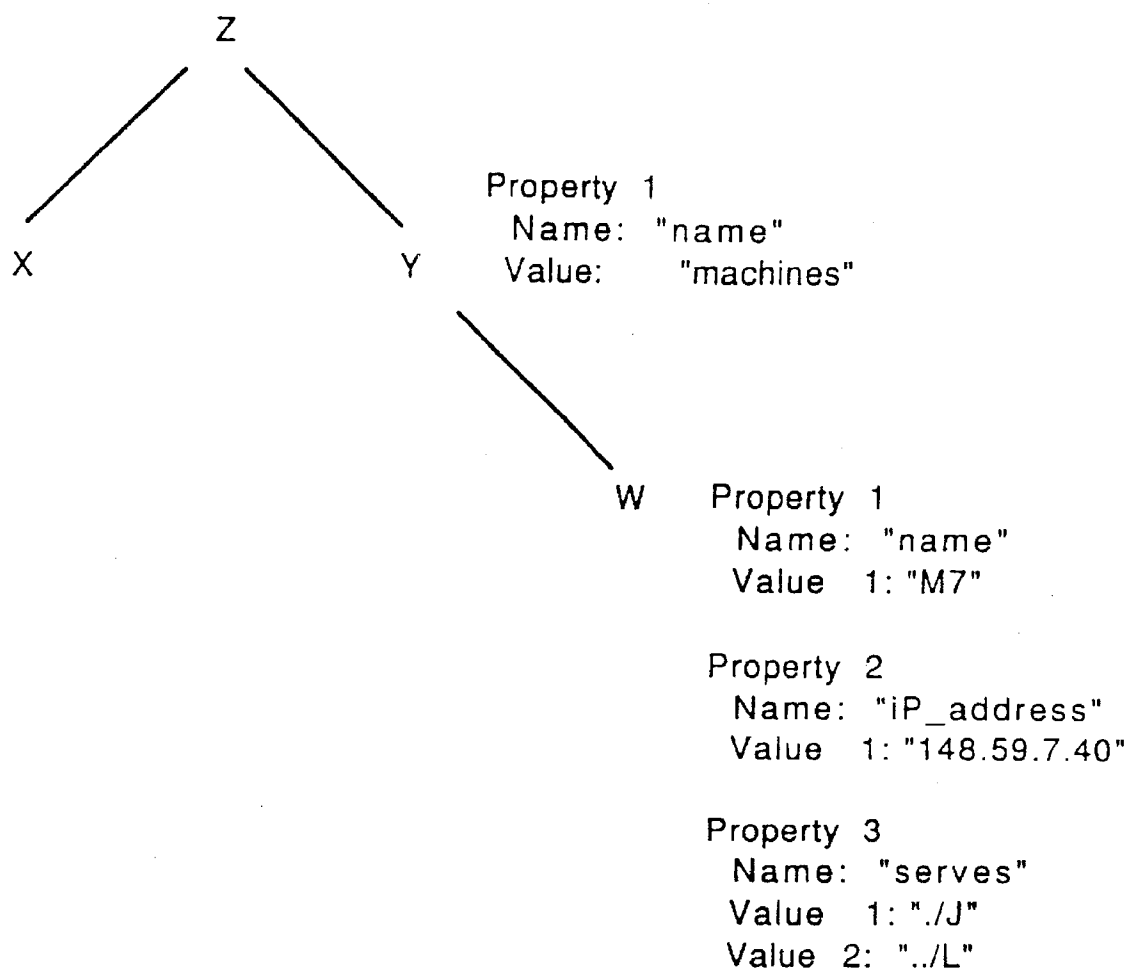 Z
X
Y
Property 1
Name: "name"
Value: "machines"
W
Property 1
Name: "name"
Value 1: "M7"
Property 2
Name: "iP_address"
Value 1: "148.59.7.40"
Property 3
Name: "serves"
Value 1: "./J"
Value 2: "../L"